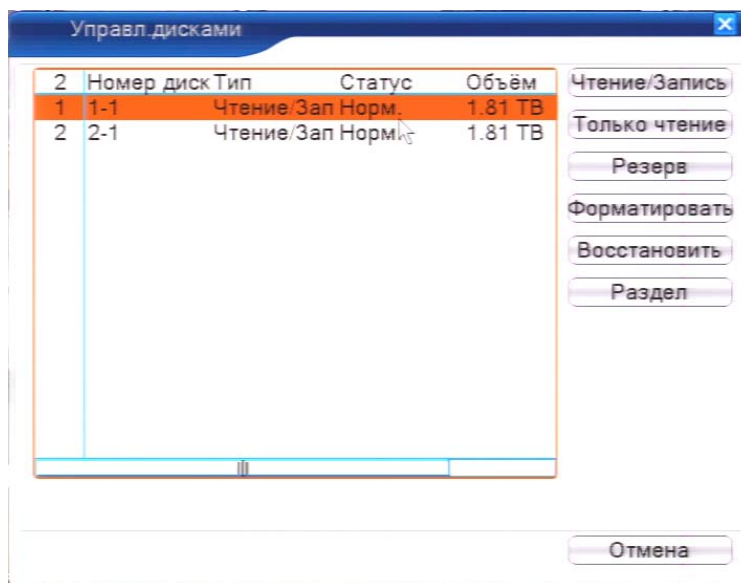 Управл.дисками
2 Номер диск Тип Статус Объём
1 1-1 Чтение/Зап Норм. 1.81 TB
2 2-1 Чтение/Зап Норм. 1.81 TB
Чтение/Запись
Только чтение
Резерв
Форматировать
Восстановить
Раздел
Отмена